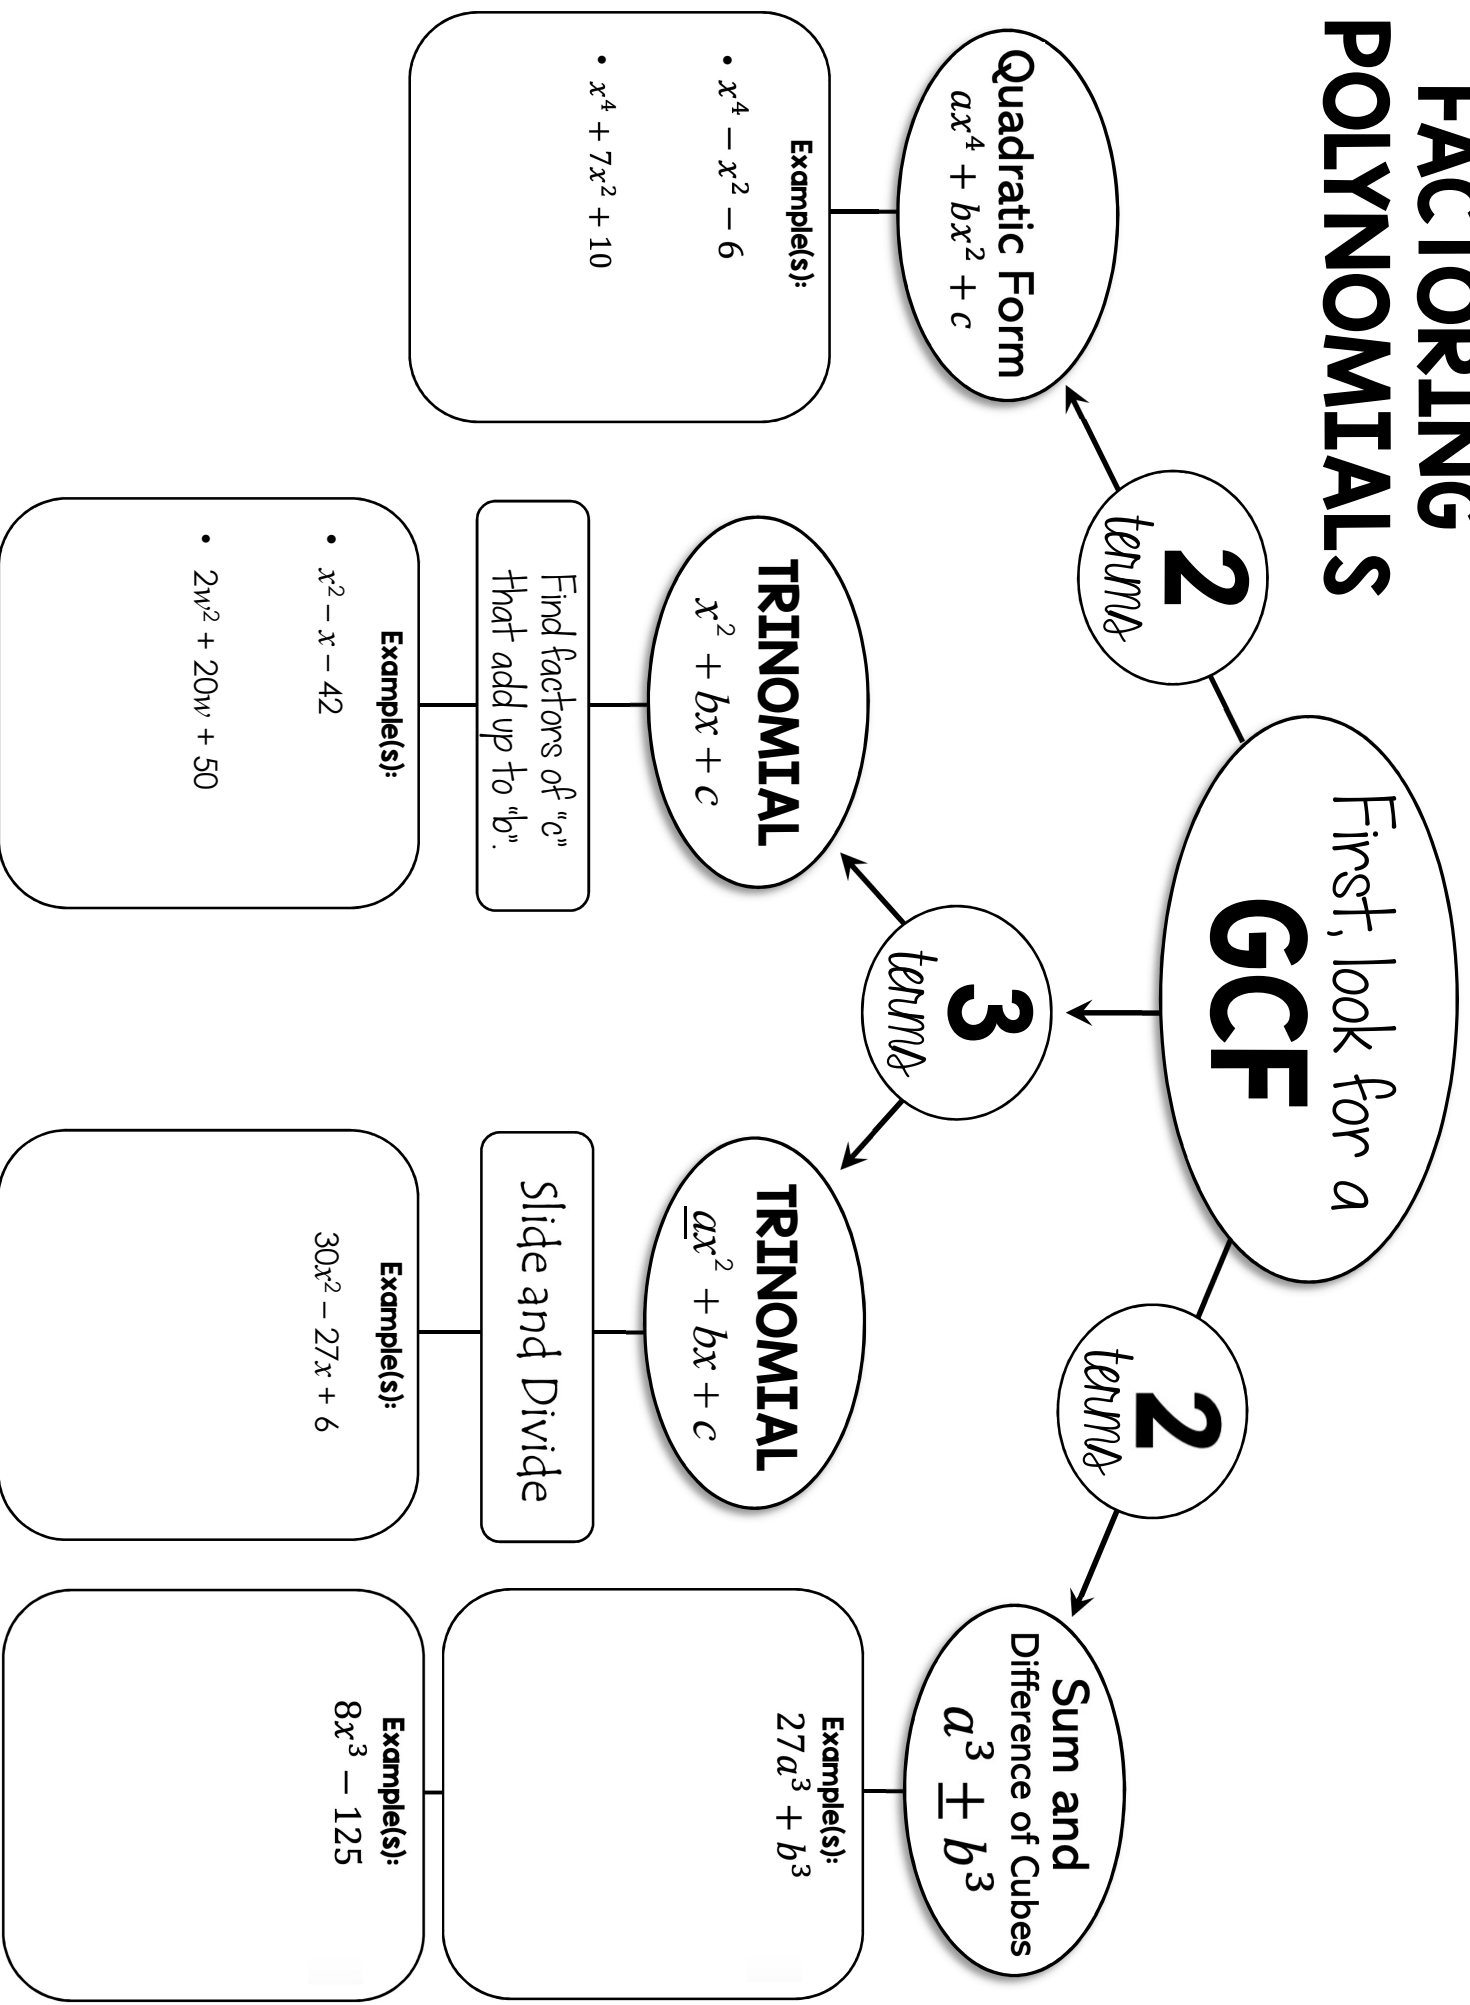 FACTORING
POLYNOMIALS
First, look for a
GCF
2
terms
3
terms
2
terms
Quadratic Form
ax⁴ + bx² + c
Example(s):
• x⁴ − x² − 6
• x⁴ + 7x² + 10
TRINOMIAL
x² + bx + c
Find factors of "c"
that add up to "b".
Example(s):
• x² − x − 42
• 2w² + 20w + 50
TRINOMIAL
ax² + bx + c
Slide and Divide
Example(s):
30x² − 27x + 6
Sum and
Difference of Cubes
a³ ± b³
Example(s):
27a³ + b³
Example(s):
8x³ − 125